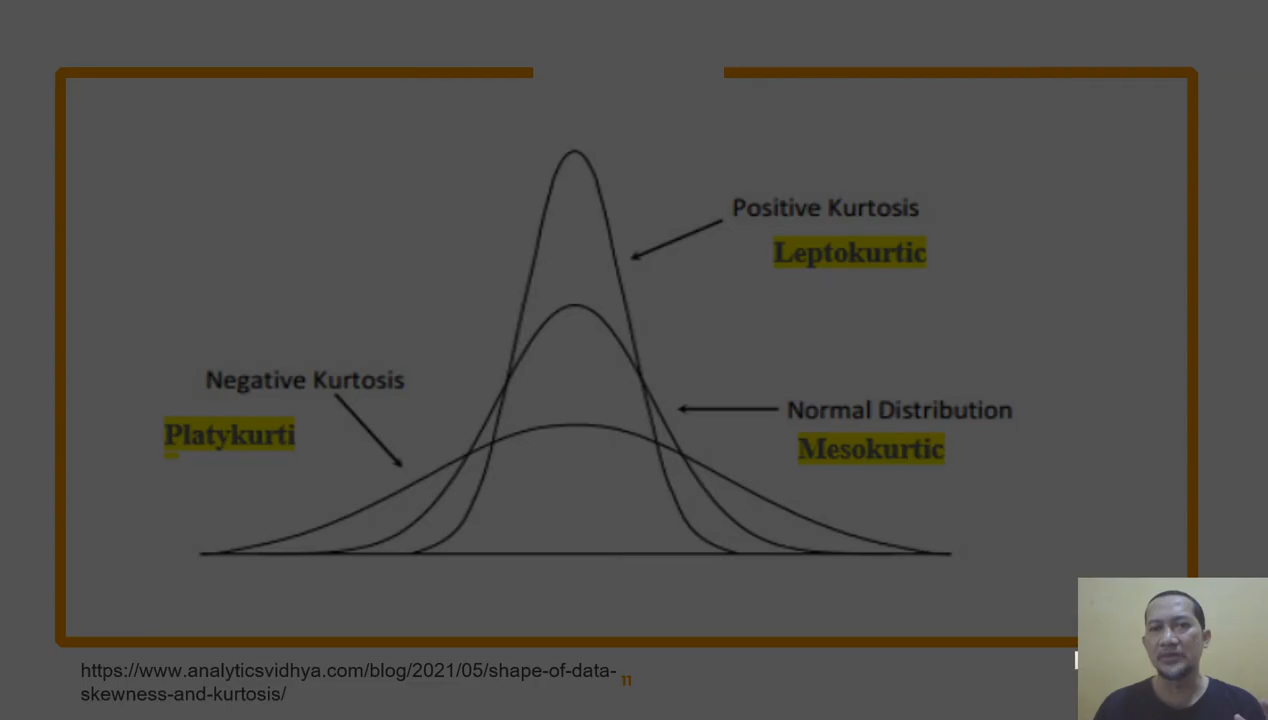 Positive Kurtosis
Leptokurtic
Negative Kurtosis
Platykurti
Normal Distribution
Mesokurtic
https://www.analyticsvidhya.com/blog/2021/05/shape-of-data-
skewness-and-kurtosis/
11